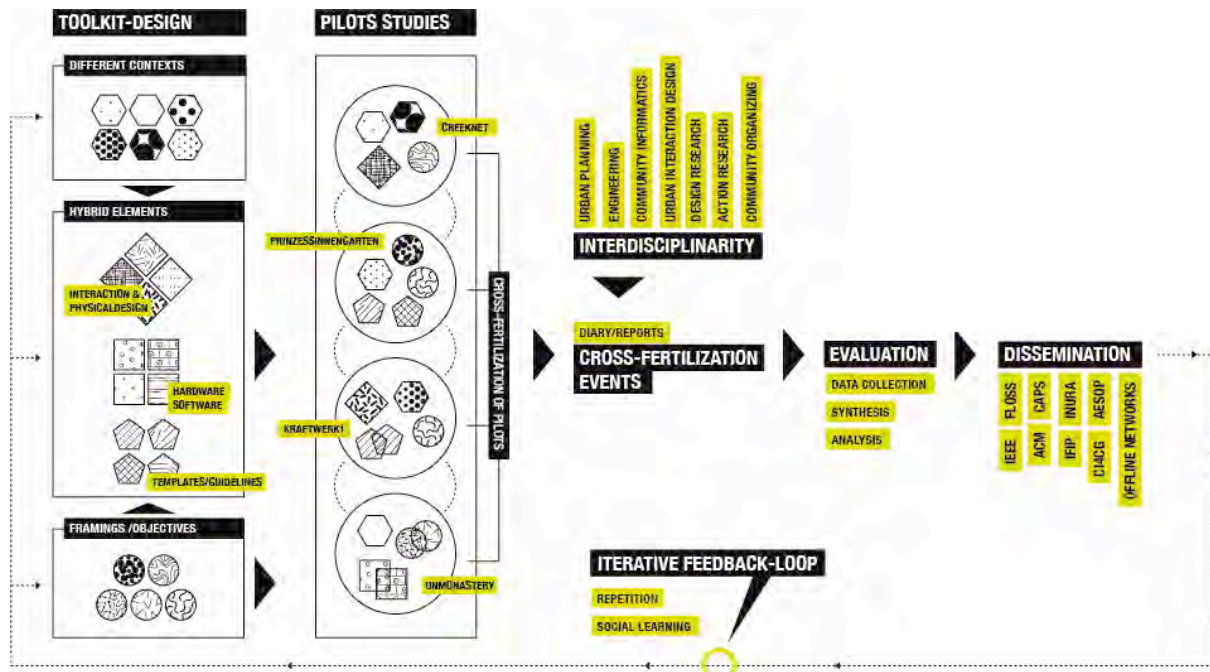 TOOLKIT-DESIGN
DIFFERENT CONTEXTS
HYBRID ELEMENTS
INTERACTION &
PHYSICALDESIGN
HARDWARE
SOFTWARE
TEMPLATES/GUIDELINES
FRAMINGS /OBJECTIVES
PILOTS STUDIES
CREEKNET
PRINZESSINNENGARTEN
KRAFTWERK1
UNMONASTERY
CROSS-FERTILIZATION OF PILOTS
URBAN PLANNING
ENGINEERING
COMMUNITY INFORMATICS
URBAN INTERACTION DESIGN
DESIGN RESEARCH
ACTION RESEARCH
COMMUNITY ORGANIZING
INTERDISCIPLINARITY
DIARY/REPORTS
CROSS-FERTILIZATION
EVENTS
EVALUATION
DATA COLLECTION
SYNTHESIS
ANALYSIS
DISSEMINATION
FLOSS
CAPS
INURA
AESOP
IEEE
ACM
IFIP
CI4CG
OFFLINE NETWORKS
ITERATIVE FEEDBACK-LOOP
REPETITION
SOCIAL LEARNING